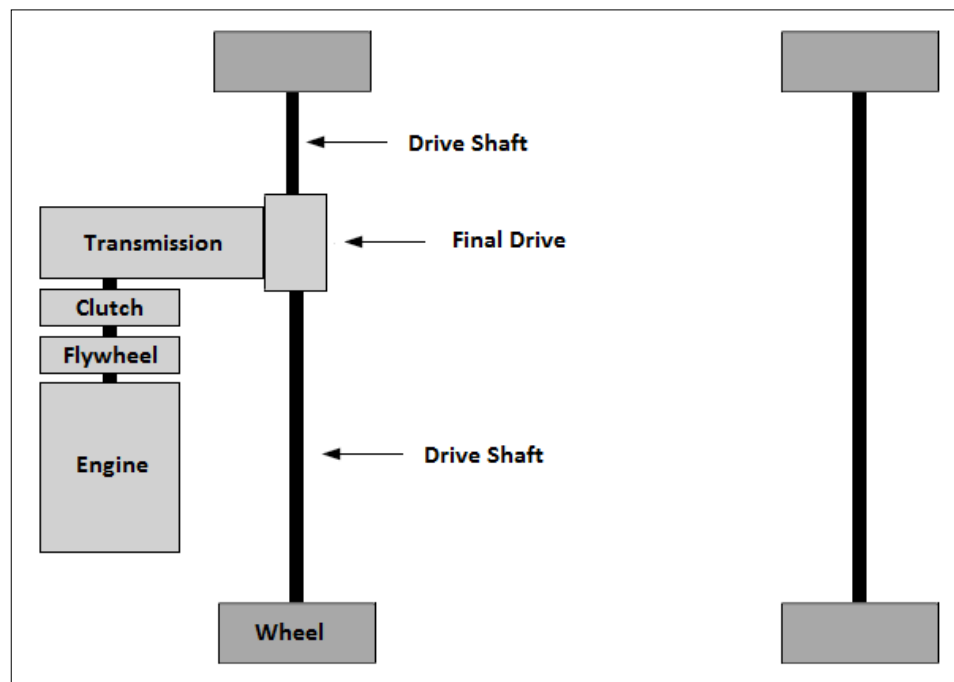 Drive Shaft
Transmission
Final Drive
Clutch
Flywheel
Engine
Drive Shaft
Wheel